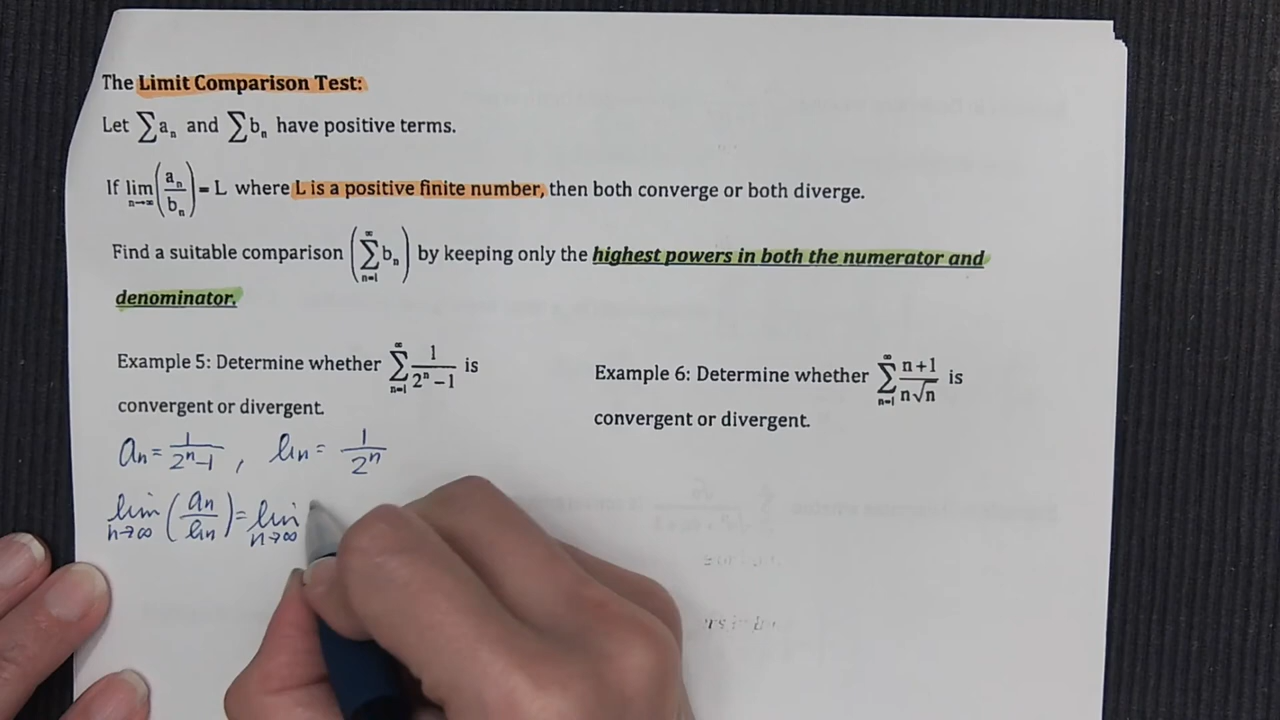 The Limit Comparison Test:
Let ∑aₙ and ∑bₙ have positive terms.
If lim n→∞ (aₙ/bₙ) = L where L is a positive finite number, then both converge or both diverge.
Find a suitable comparison (∑ n=1 ∞ bₙ) by keeping only the highest powers in both the numerator and
denominator.
Example 5: Determine whether ∑ n=1 ∞ 1/(2ⁿ−1) is
convergent or divergent.
aₙ = 1/(2ⁿ−1), bₙ = 1/2ⁿ
lim n→∞ (aₙ/bₙ) = lim n→∞
Example 6: Determine whether ∑ n=1 ∞ (n+1)/(n√n) is
convergent or divergent.